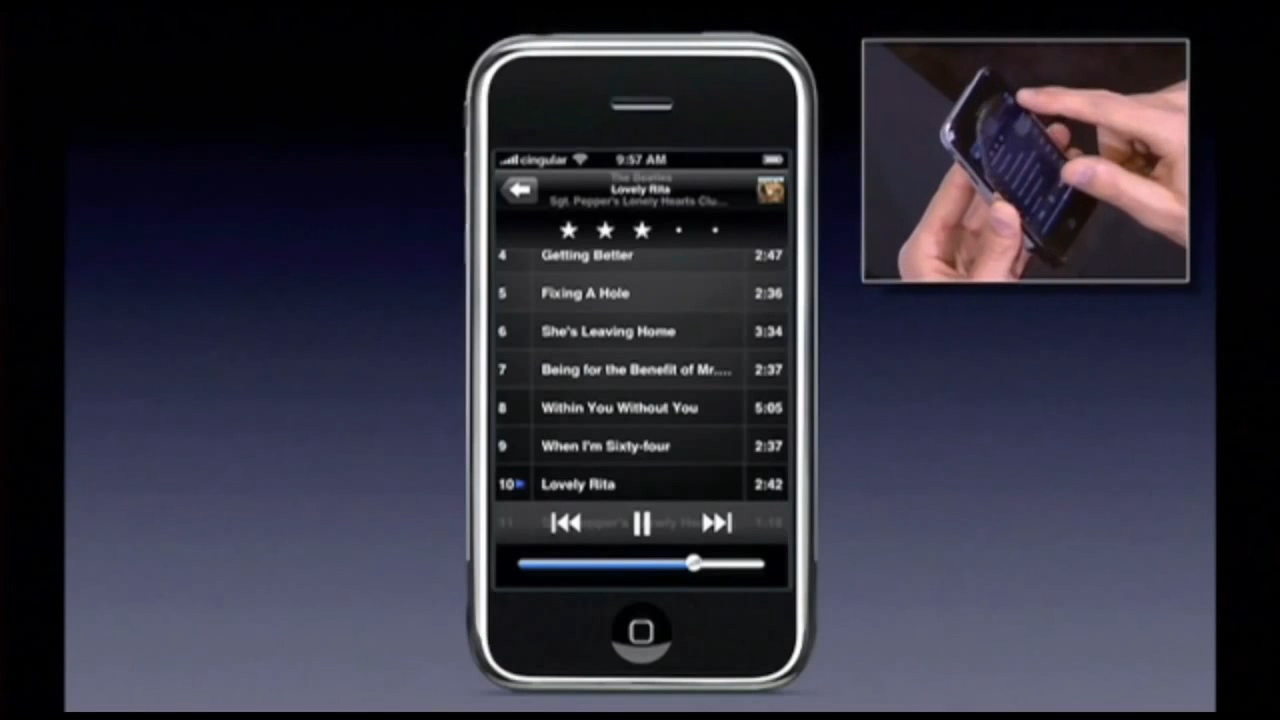 cingular 9:57 AM
The Beatles
Lovely Rita
Sgt. Pepper's Lonely Hearts Clu...
4 Getting Better 2:47
5 Fixing A Hole 2:36
6 She's Leaving Home 3:34
7 Being for the Benefit of Mr.... 2:37
8 Within You Without You 5:05
9 When I'm Sixty-four 2:37
10 Lovely Rita 2:42
11